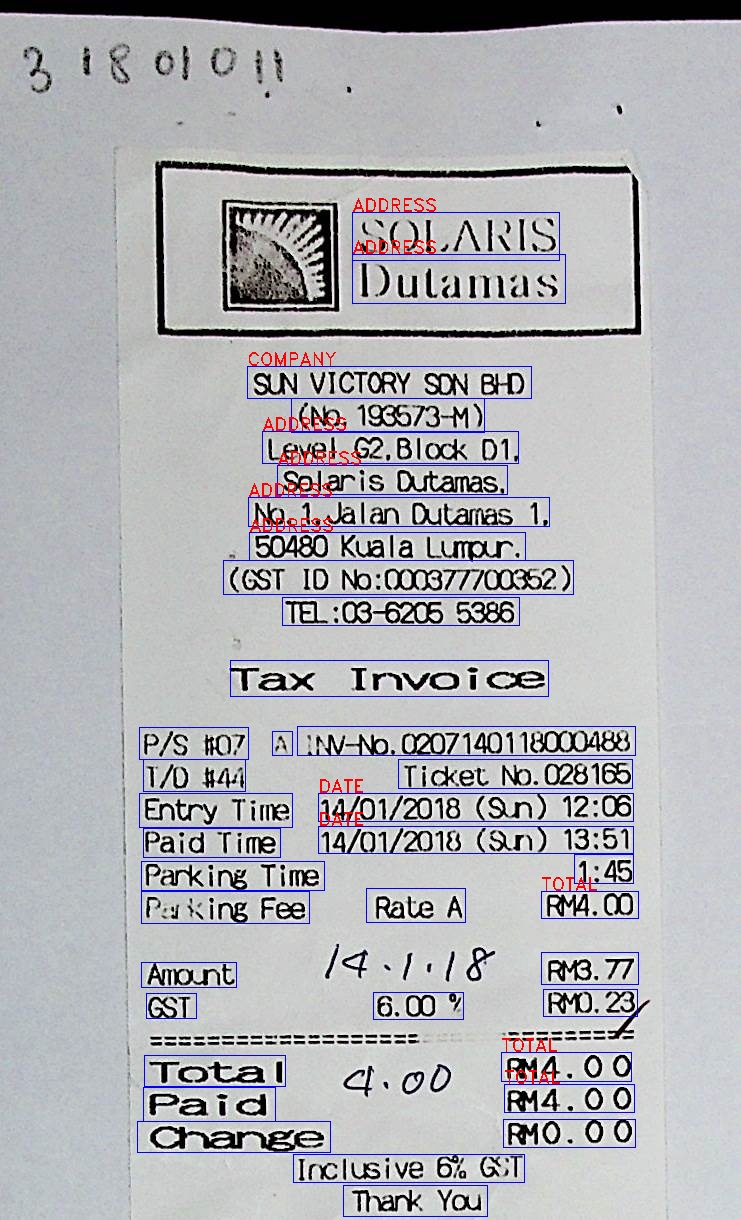 3 1801011
ADDRESS
SOLARIS
ADDRESS
Dutamas
COMPANY
SUN VICTORY SDN BHD
(No. 193573-M)
ADDRESS
Level G2,Block D1,
ADDRESS
Solaris Dutamas,
ADDRESS
No.1,Jalan Dutamas 1,
ADDRESS
50480 Kuala Lumpur.
(GST ID No:000377700352)
TEL:03-6205 5386
Tax Invoice
P/S #07 A INV-No.0207140118000488
T/D #44 Ticket No.028165
DATE
Entry Time 14/01/2018 (Sun) 12:06
DATE
Paid Time 14/01/2018 (Sun) 13:51
Parking Time 1:45
TOTAL
Parking Fee Rate A RM4.00
14.1.18
Amount RM3.77
GST 6.00 % RM0.23
TOTAL
Total 4.00 RM4.00
TOTAL
Paid RM4.00
Change RM0.00
Inclusive 6% GST
Thank You